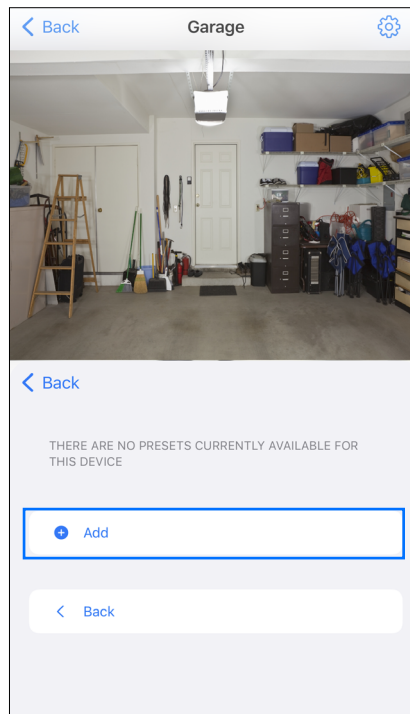 Back
Garage
Back
THERE ARE NO PRESETS CURRENTLY AVAILABLE FOR
THIS DEVICE
Add
Back